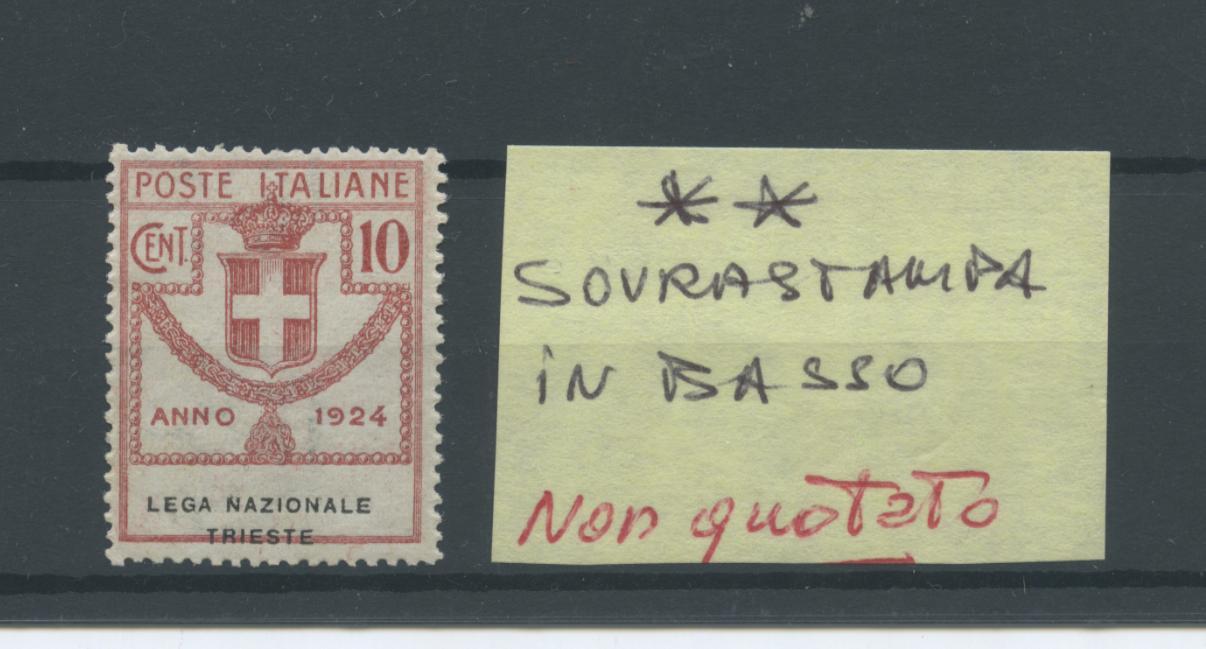 POSTE ITALIANE
CENT. 10
ANNO 1924
LEGA NAZIONALE
TRIESTE
**
SOVRASTAMPA
iN BASSO
Non quotato